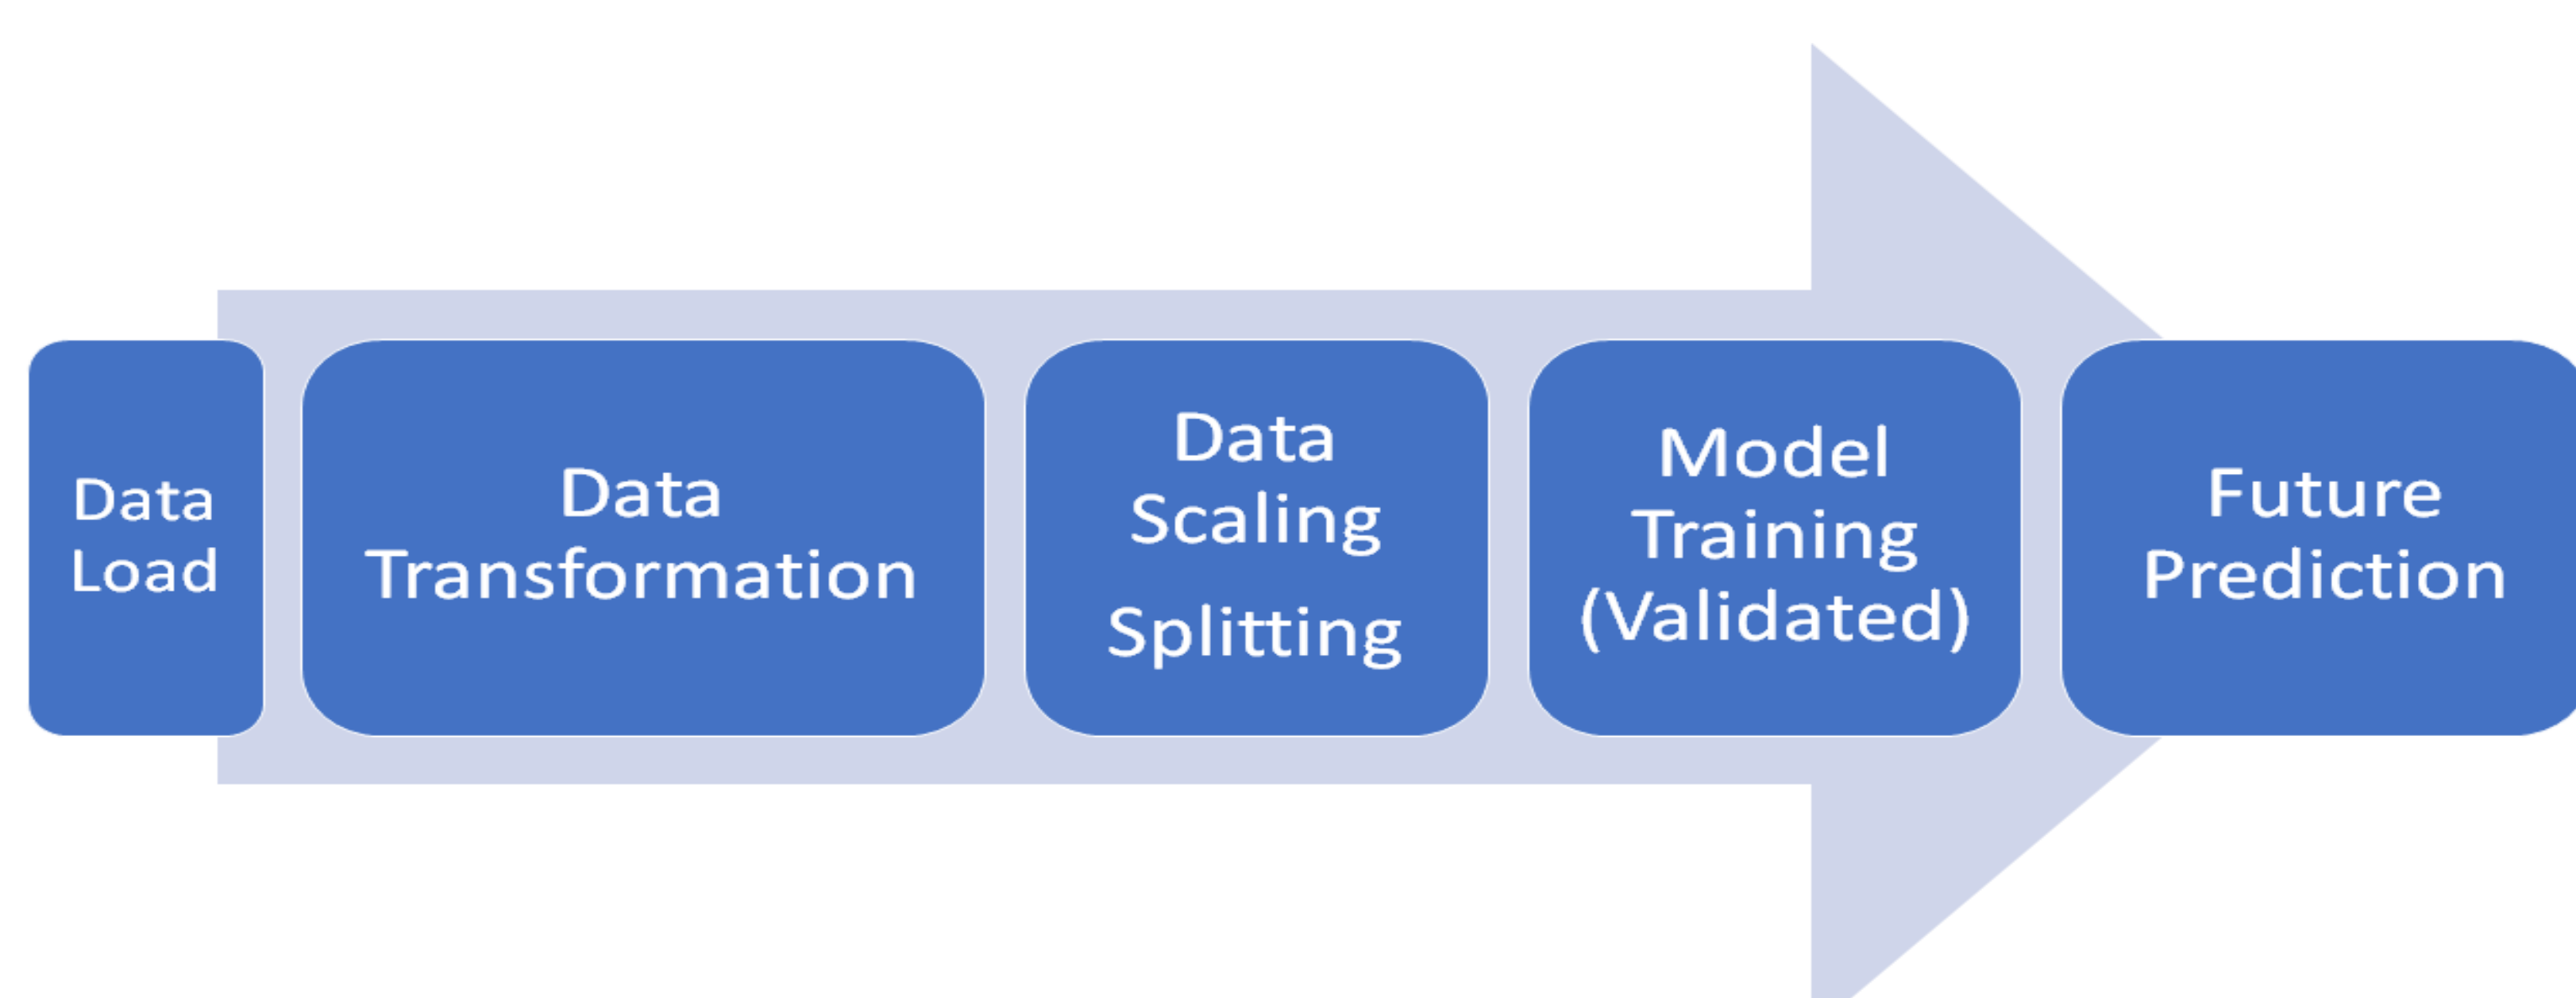 Data
Load
Data
Transformation
Data
Scaling
Splitting
Model
Training
(Validated)
Future
Prediction